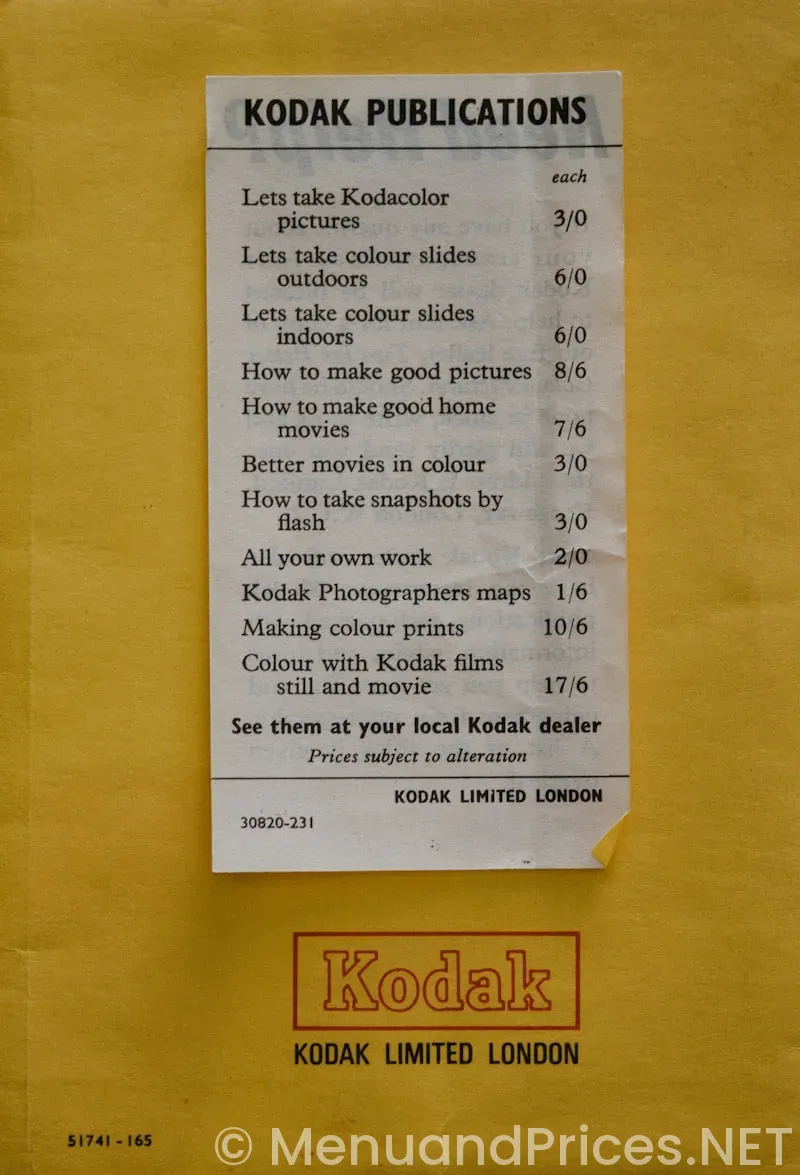 KODAK PUBLICATIONS
each
Lets take Kodacolor
pictures 3/0
Lets take colour slides
outdoors 6/0
Lets take colour slides
indoors 6/0
How to make good pictures 8/6
How to make good home
movies 7/6
Better movies in colour 3/0
How to take snapshots by
flash 3/0
All your own work 2/0
Kodak Photographers maps 1/6
Making colour prints 10/6
Colour with Kodak films
still and movie 17/6
See them at your local Kodak dealer
Prices subject to alteration
KODAK LIMITED LONDON
30820-231
Kodak
KODAK LIMITED LONDON
51741-165
© MenuandPrices.NET